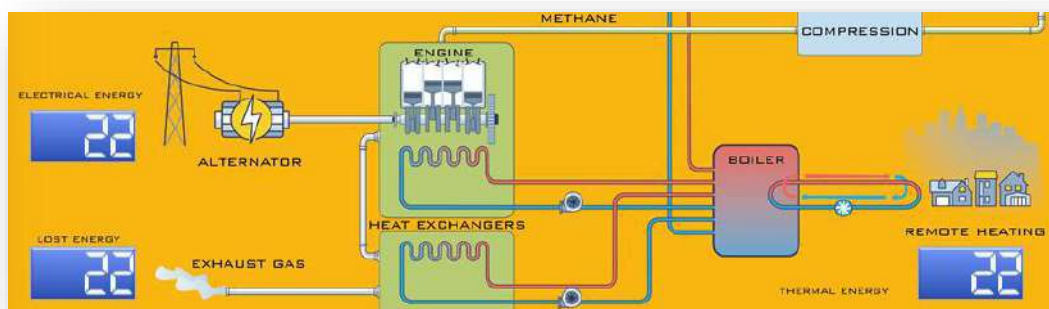 METHANE
COMPRESSION
ENGINE
ELECTRICAL ENERGY
22
ALTERNATOR
BOILER
HEAT EXCHANGERS
REMOTE HEATING
LOST ENERGY
22
EXHAUST GAS
THERMAL ENERGY
22